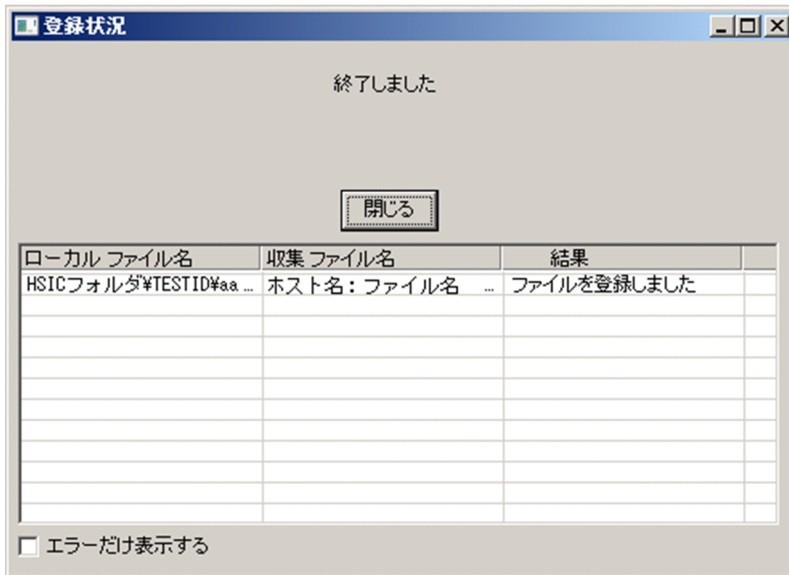 登録状況
終了しました
閉じる
ローカル ファイル名 収集 ファイル名 結果
HSICフォルダ¥TESTID¥aa... ホスト名：ファイル名 ... ファイルを登録しました
エラーだけ表示する